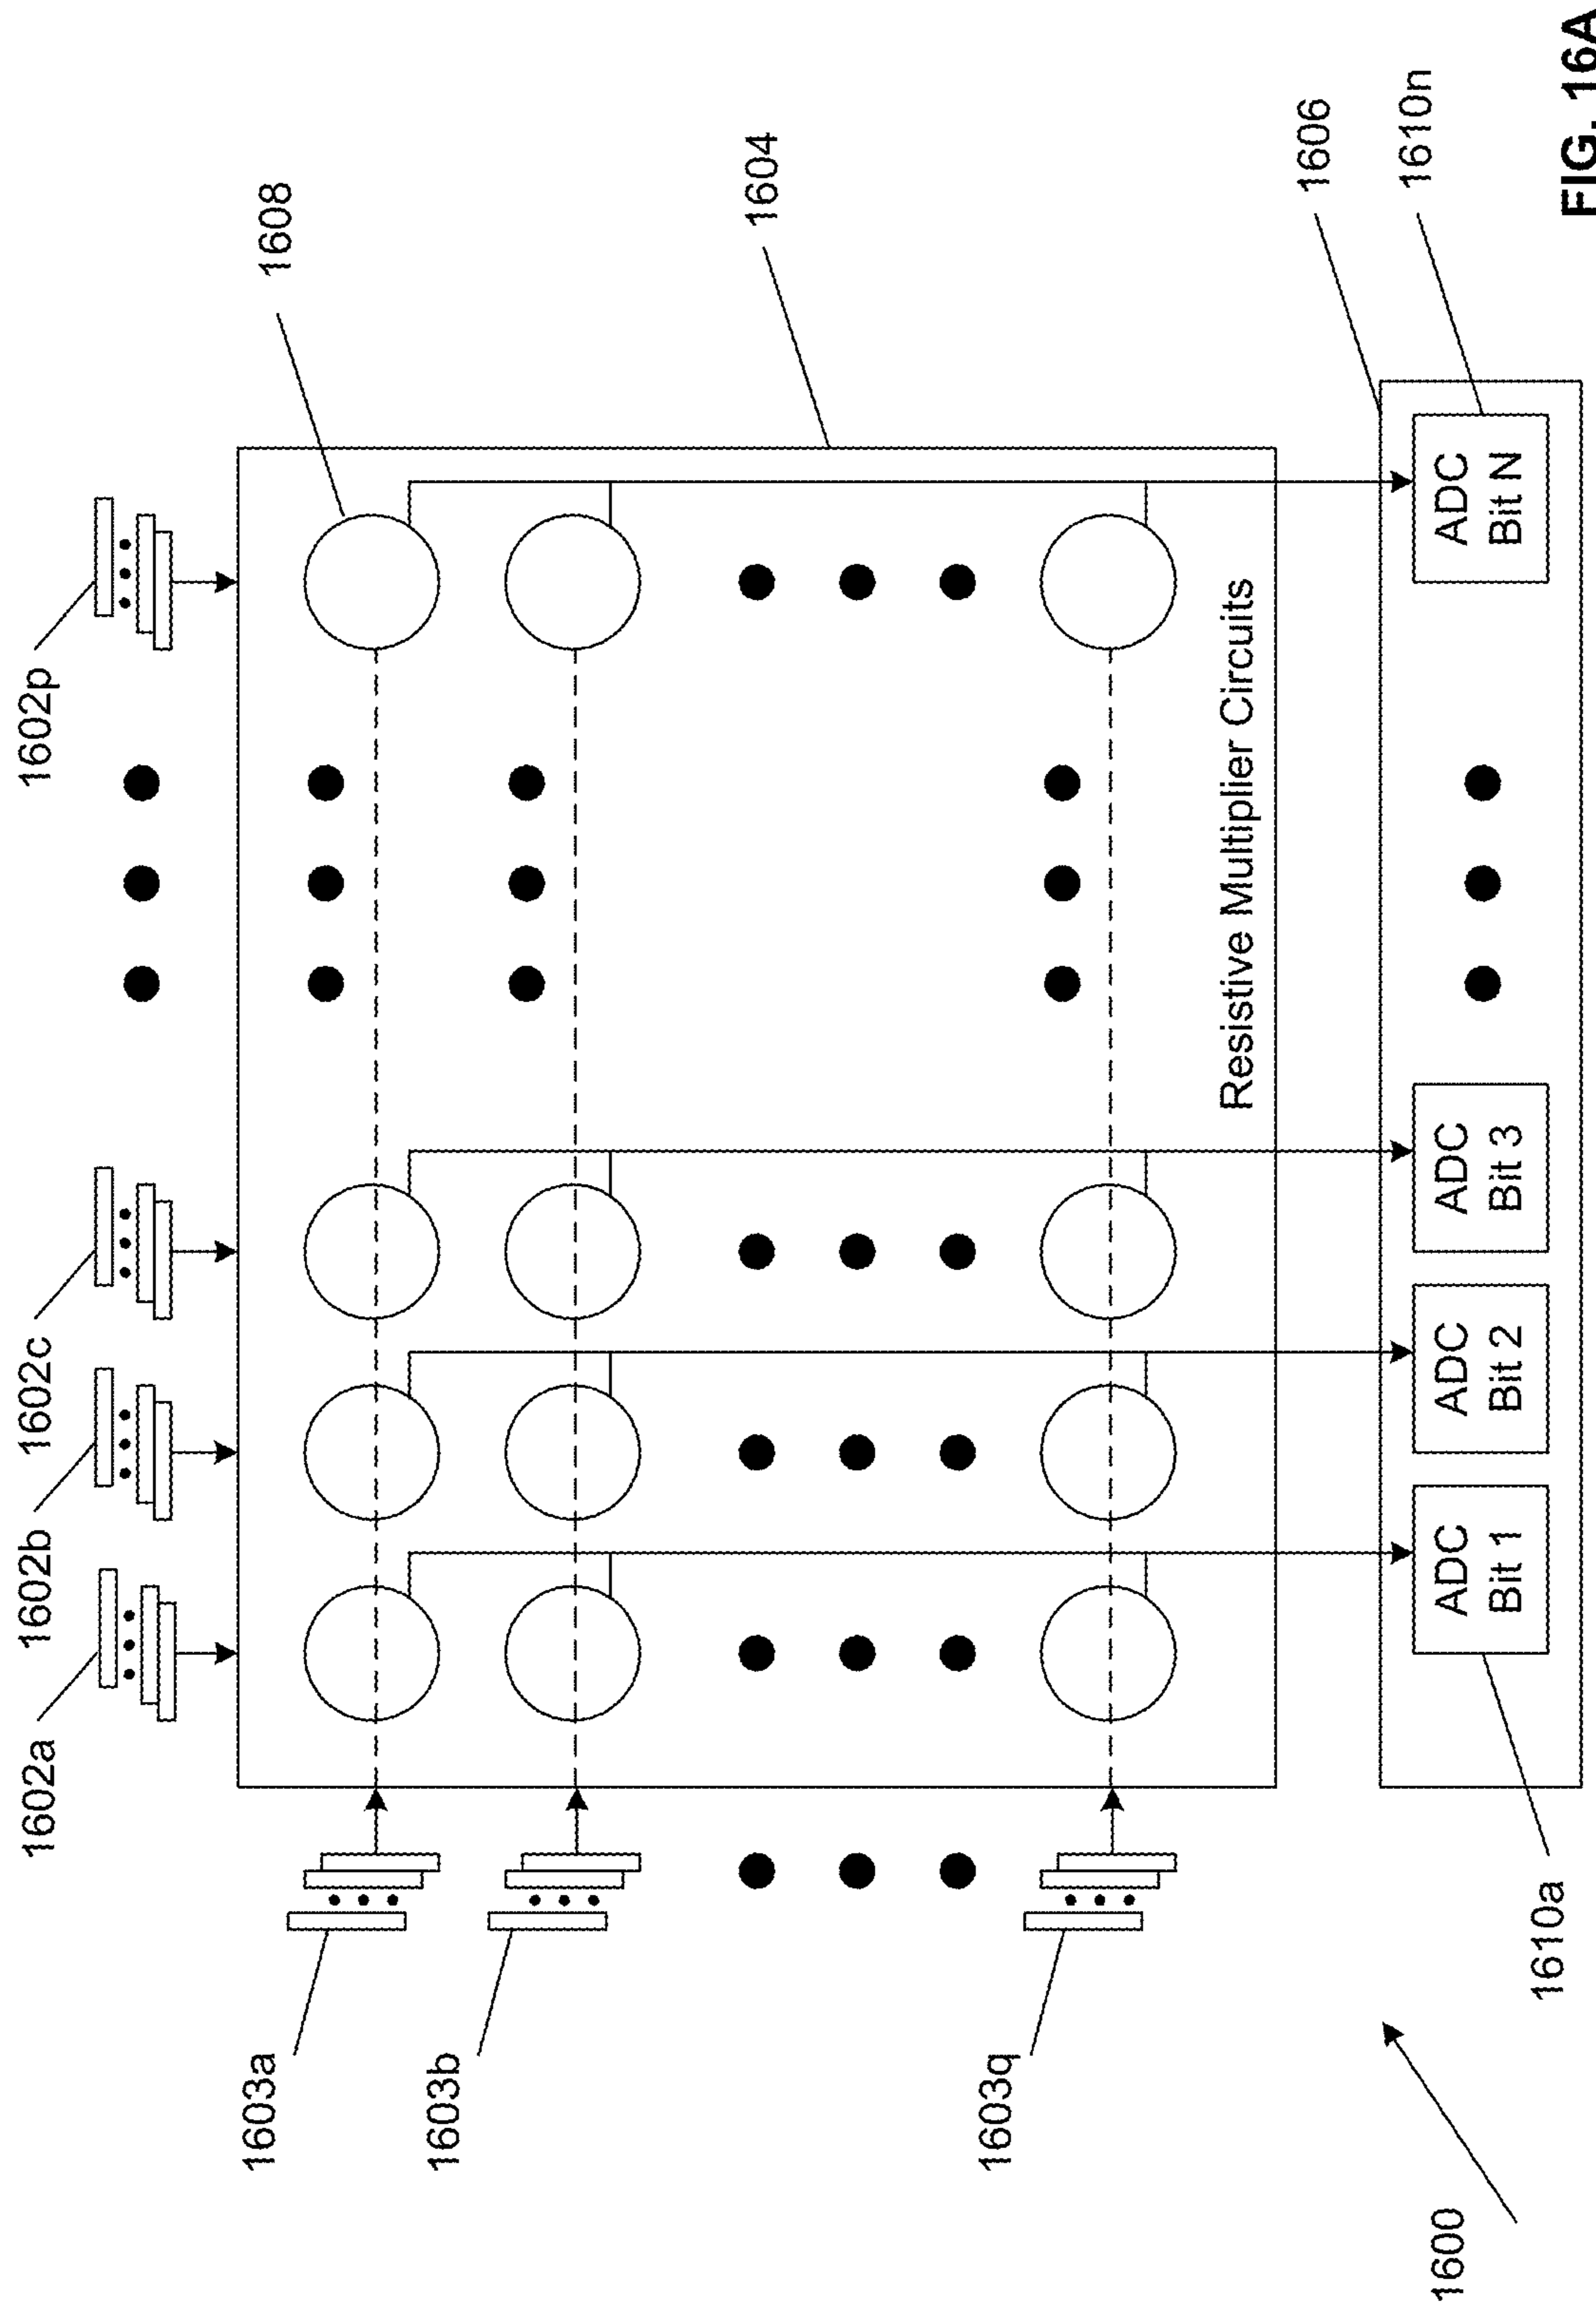 1602a
1602b
1602c
1602p
1603a
1603b
1603q
1608
1604
Resistive Multiplier Circuits
1606
ADC
Bit 1
ADC
Bit 2
ADC
Bit 3
ADC
Bit N
1610a
1610n
1600
FIG. 16A